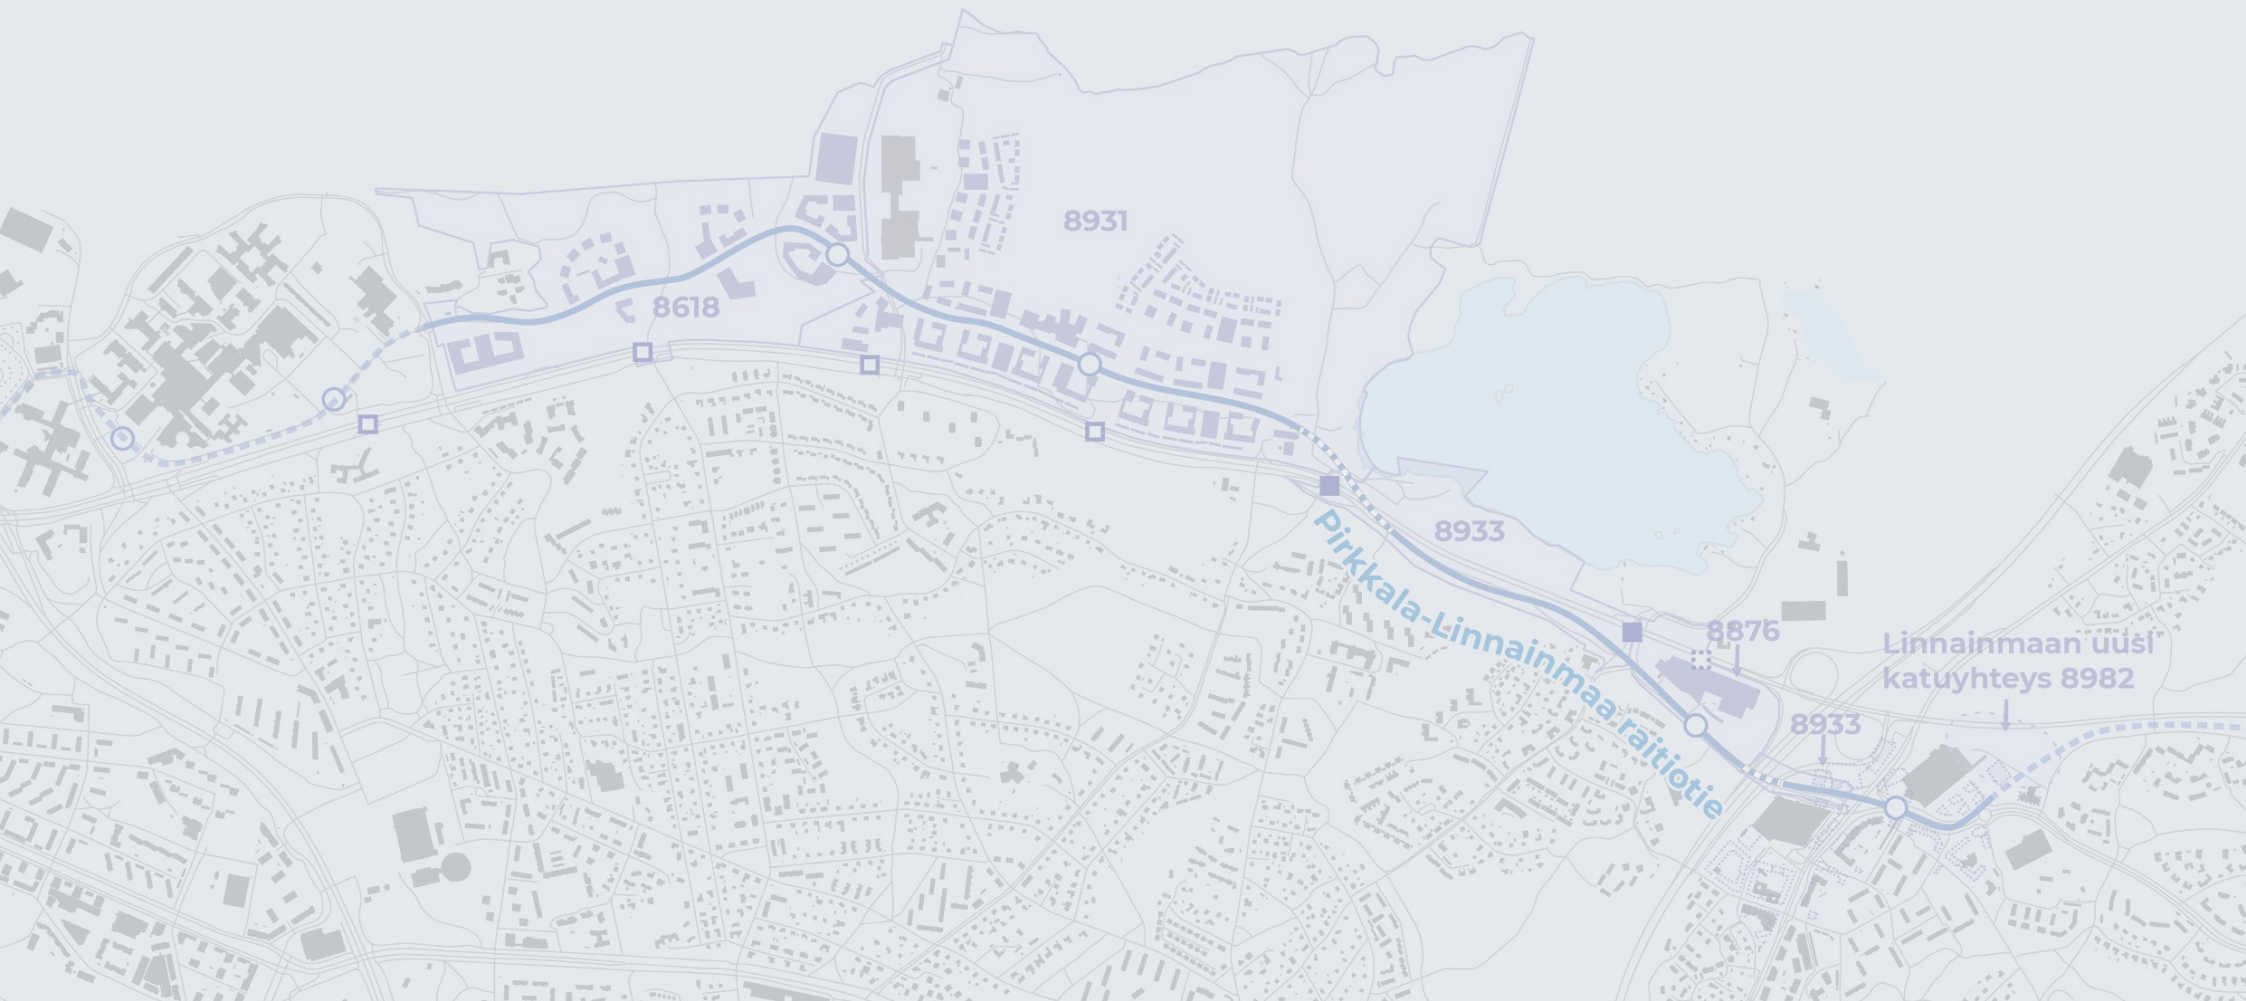 8931
8618
8933
Pirkkala-Linnainmaa raitiotie
8876
Linnainmaan uusi
katuyhteys 8982
8933